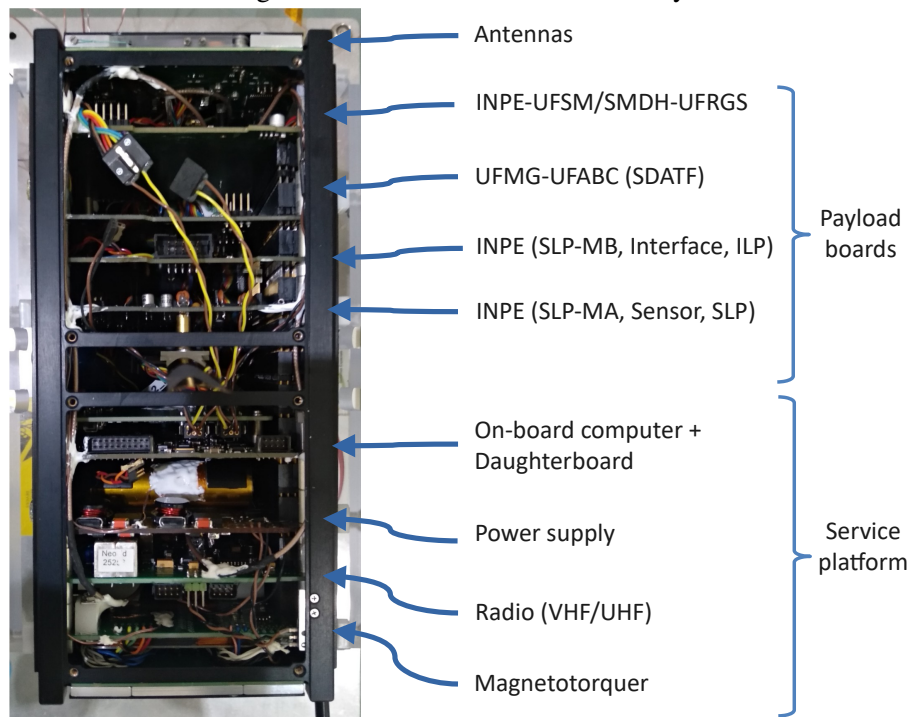 Antennas
INPE-UFSM/SMDH-UFRGS
UFMG-UFABC (SDATF)
INPE (SLP-MB, Interface, ILP)
INPE (SLP-MA, Sensor, SLP)
Payload
boards
On-board computer +
Daughterboard
Power supply
Radio (VHF/UHF)
Magnetotorquer
Service
platform